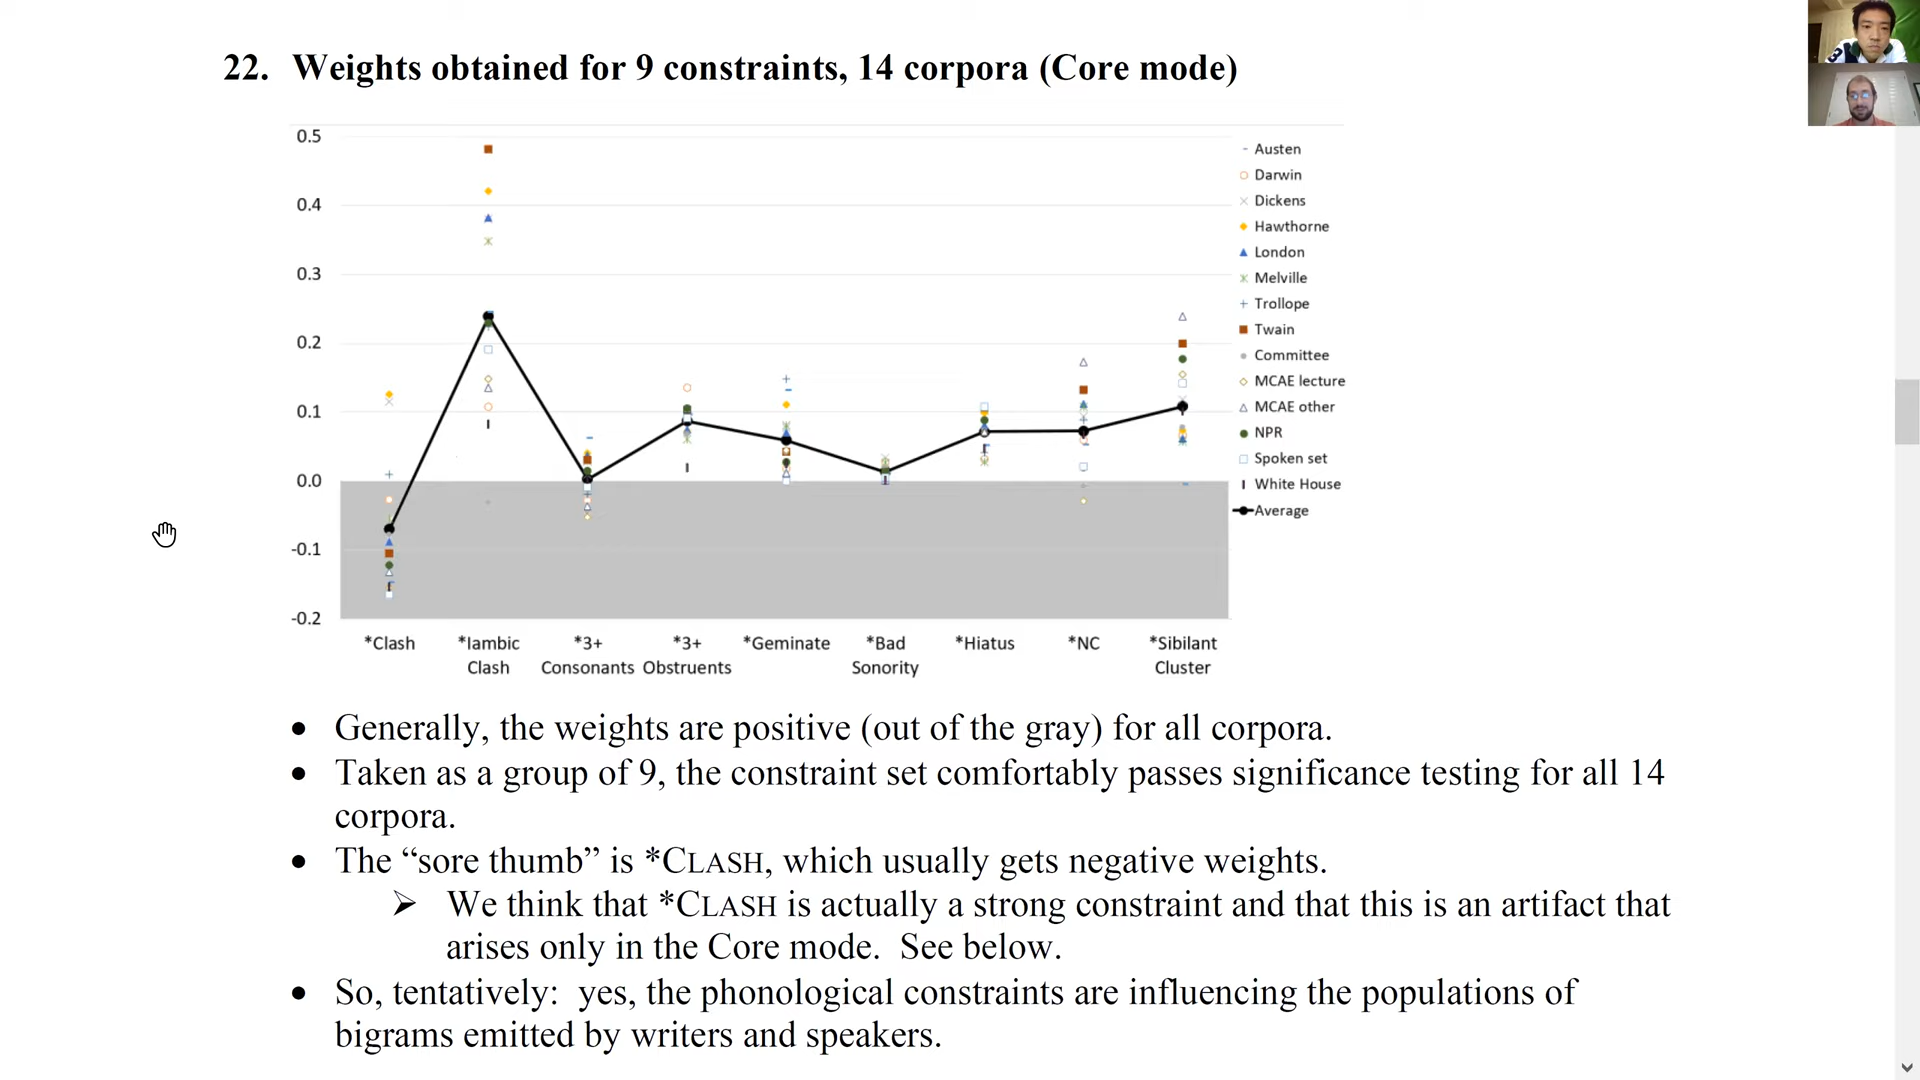 22. Weights obtained for 9 constraints, 14 corpora (Core mode)
0.5
0.4
0.3
0.2
0.1
0.0
-0.1
-0.2
*Clash
*Iambic Clash
*3+ Consonants
*3+ Obstruents
*Geminate
*Bad Sonority
*Hiatus
*NC
*Sibilant Cluster
Austen
Darwin
Dickens
Hawthorne
London
Melville
Trollope
Twain
Committee
MCAE lecture
MCAE other
NPR
Spoken set
White House
Average
• Generally, the weights are positive (out of the gray) for all corpora.
• Taken as a group of 9, the constraint set comfortably passes significance testing for all 14
corpora.
• The “sore thumb” is *CLASH, which usually gets negative weights.
➢ We think that *CLASH is actually a strong constraint and that this is an artifact that
arises only in the Core mode. See below.
• So, tentatively: yes, the phonological constraints are influencing the populations of
bigrams emitted by writers and speakers.